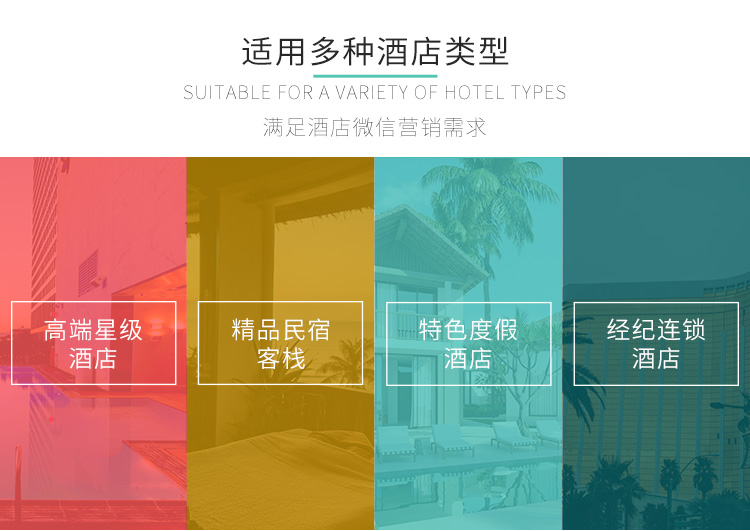 适用多种酒店类型
SUITABLE FOR A VARIETY OF HOTEL TYPES
满足酒店微信营销需求
高端星级
酒店
精品民宿
客栈
特色度假
酒店
经纪连锁
酒店